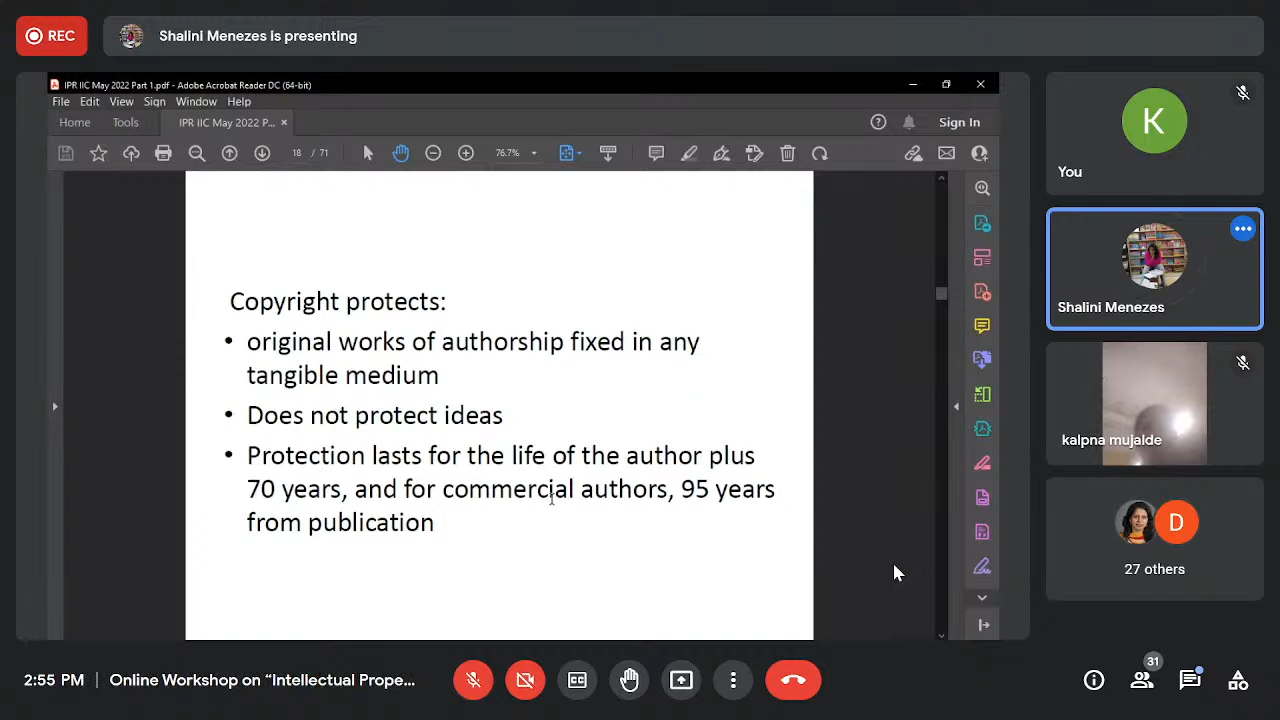 REC
Shalini Menezes is presenting
IPR IIC May 2022 Part 1.pdf - Adobe Acrobat Reader DC (64-bit)
File Edit View Sign Window Help
Home Tools IPR IIC May 2022 P... × Sign In
18 / 71 76.7%
Copyright protects:
• original works of authorship fixed in any
tangible medium
• Does not protect ideas
• Protection lasts for the life of the author plus
70 years, and for commercial authors, 95 years
from publication
K
You
Shalini Menezes
kalpna mujalde
D
27 others
2:55 PM | Online Workshop on “Intellectual Prope...
31